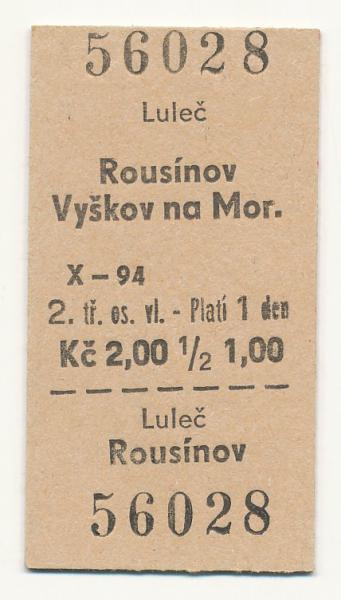 56028
Luleč
Rousínov
Vyškov na Mor.
X – 94
2. tř. os. vl. - Platí 1 den
Kč 2,00 1/2 1,00
Luleč
Rousínov
56028